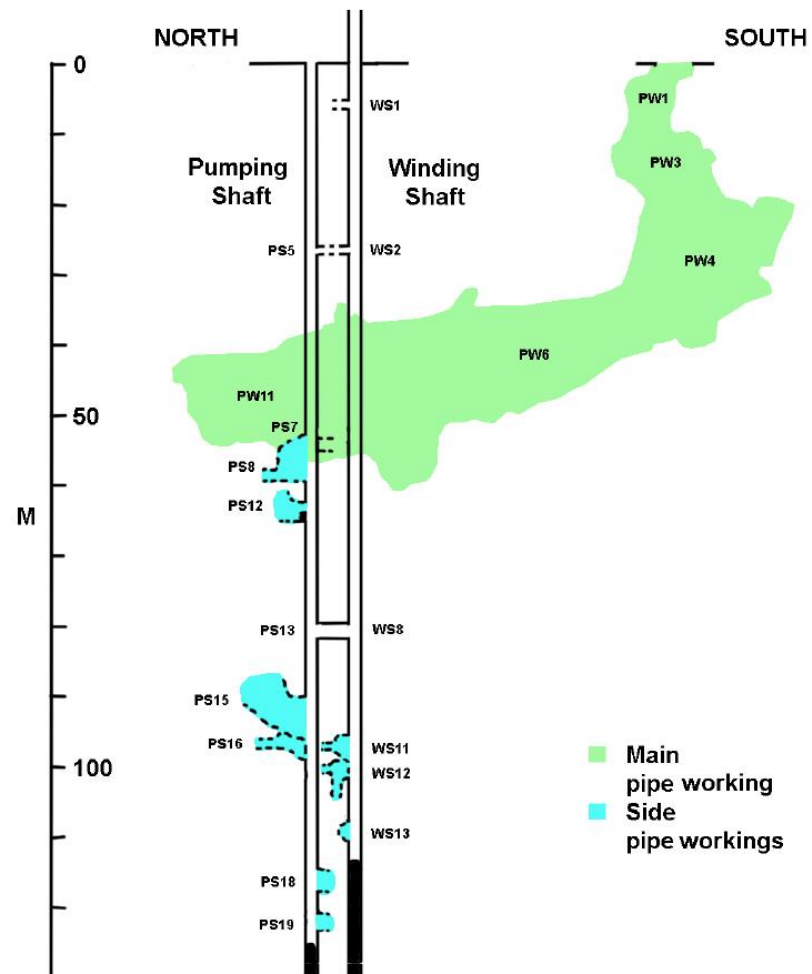 NORTH
SOUTH
0
PW1
WS1
PW3
Pumping
Shaft
Winding
Shaft
PS5
WS2
PW4
PW6
PW11
50
PS7
PS8
PS12
M
PS13
WS8
PS15
PS16
WS11
Main
pipe working
100
WS12
Side
pipe workings
WS13
PS18
PS19